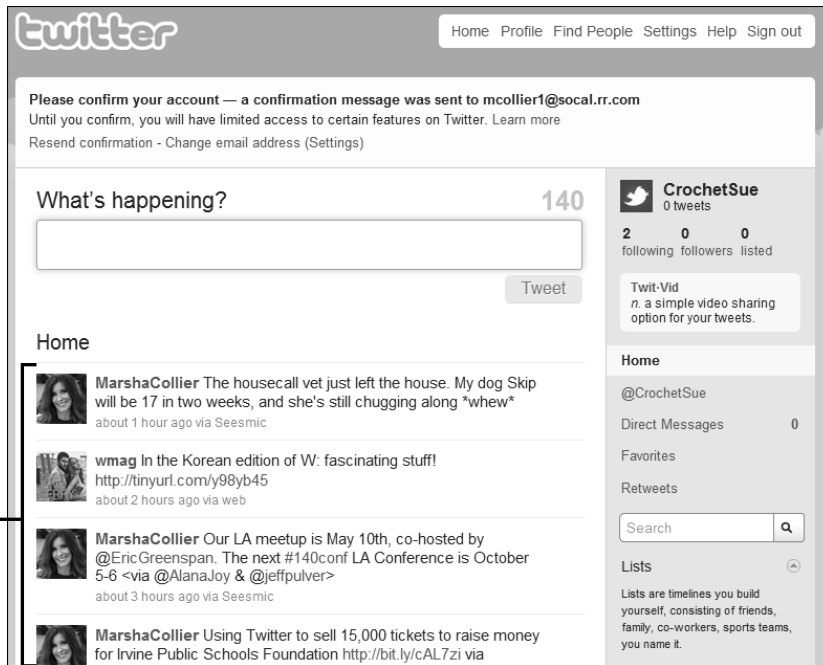 twitter
Home Profile Find People Settings Help Sign out
Please confirm your account — a confirmation message was sent to mcollier1@socal.rr.com
Until you confirm, you will have limited access to certain features on Twitter. Learn more
Resend confirmation - Change email address (Settings)
What's happening?
140
Tweet
Home
MarshaCollier The housecall vet just left the house. My dog Skip
will be 17 in two weeks, and she's still chugging along *whew*
about 1 hour ago via Seesmic
wmag In the Korean edition of W: fascinating stuff!
http://tinyurl.com/y98yb45
about 2 hours ago via web
MarshaCollier Our LA meetup is May 10th, co-hosted by
@EricGreenspan. The next #140conf LA Conference is October
5-6 <via @AlanaJoy & @jeffpulver>
about 3 hours ago via Seesmic
MarshaCollier Using Twitter to sell 15,000 tickets to raise money
for Irvine Public Schools Foundation http://bit.ly/cAL7zi via
CrochetSue
0 tweets
2 0 0
following followers listed
Twit·Vid
n. a simple video sharing
option for your tweets.
Home
@CrochetSue
Direct Messages 0
Favorites
Retweets
Search
Lists
Lists are timelines you build
yourself, consisting of friends,
family, co-workers, sports teams,
you name it.